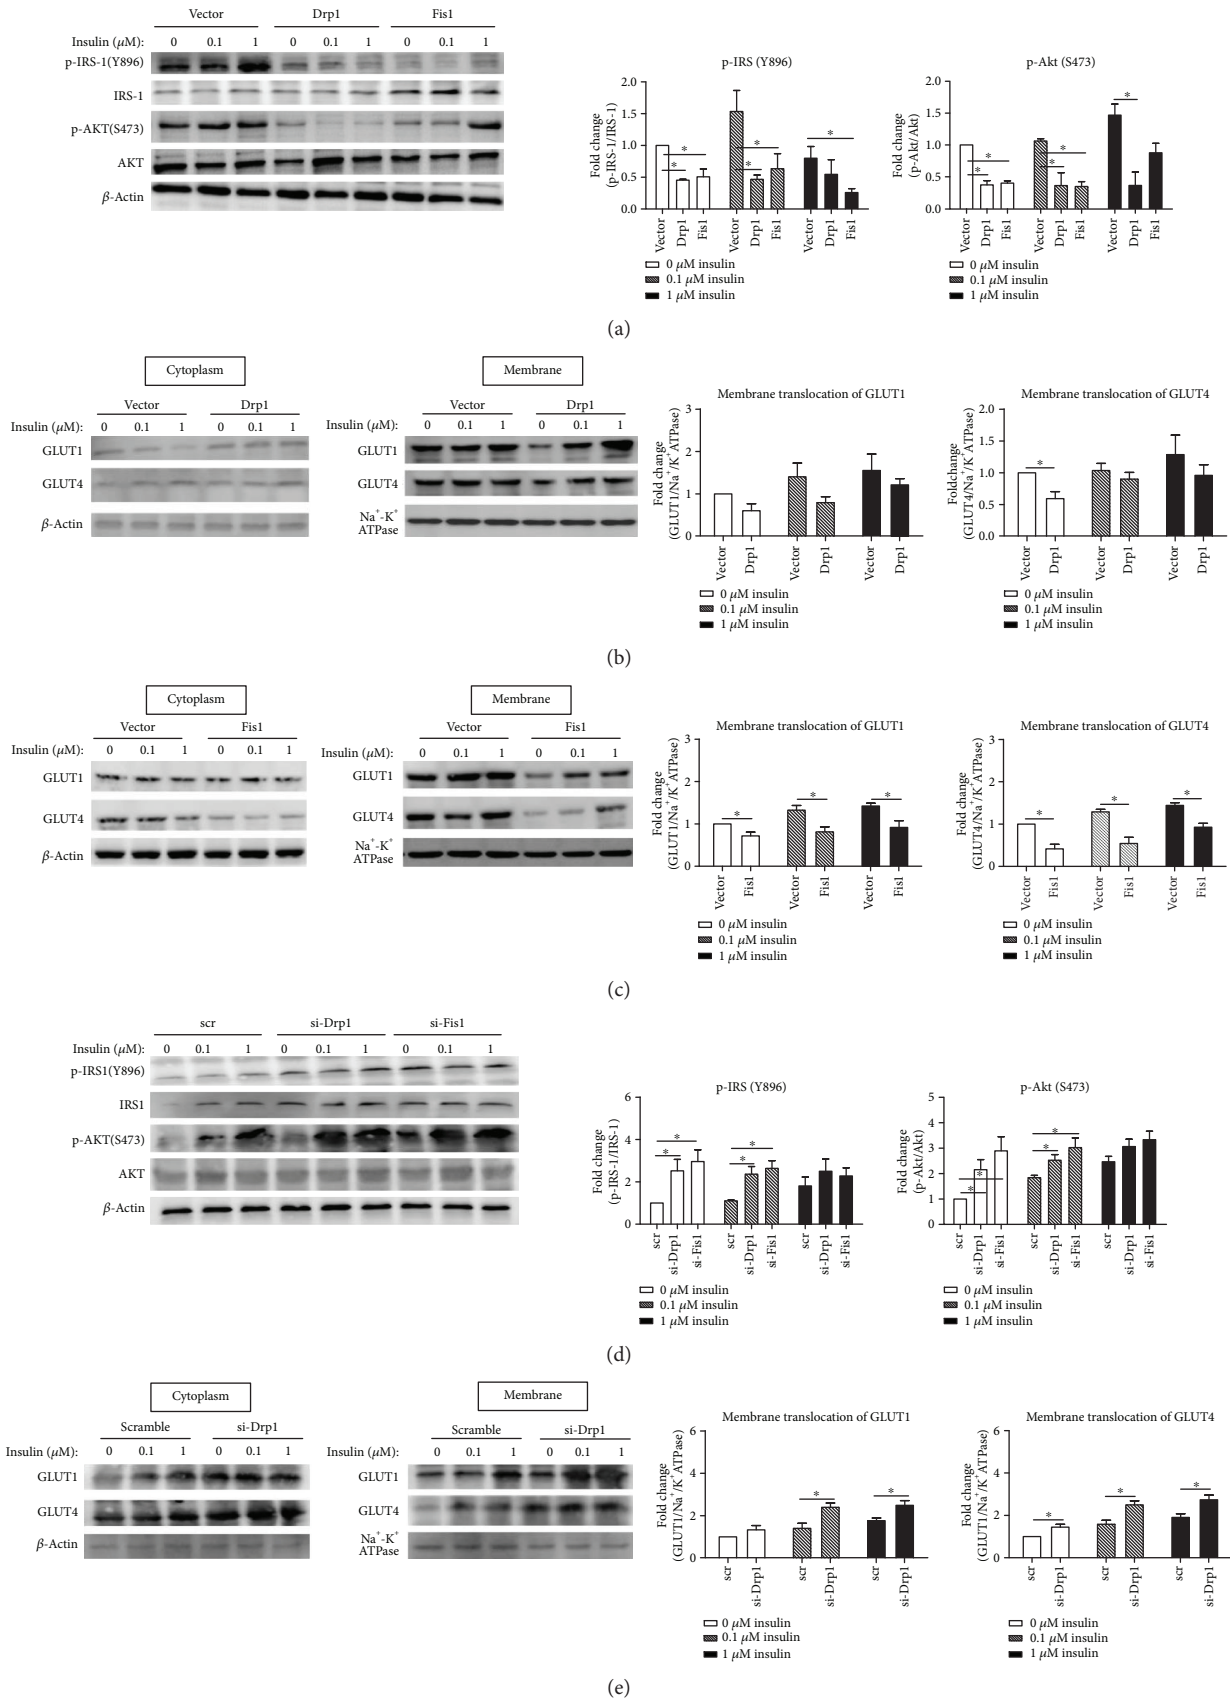 Vector Drp1 Fis1
Insulin (μM): 0 0.1 1 0 0.1 1 0 0.1 1
p-IRS-1(Y896)
IRS-1
p-AKT(S473)
AKT
β-Actin
p-IRS (Y896)
Fold change
(p-IRS-1/IRS-1)
2.0
1.5
1.0
0.5
0.0
Vector Drp1 Fis1 Vector Drp1 Fis1 Vector Drp1 Fis1
* * * * *
0 μM insulin
0.1 μM insulin
1 μM insulin
p-Akt (S473)
Fold change
(p-Akt/Akt)
2.0
1.5
1.0
0.5
0.0
Vector Drp1 Fis1 Vector Drp1 Fis1 Vector Drp1 Fis1
* * * * *
0 μM insulin
0.1 μM insulin
1 μM insulin
(a)
Cytoplasm
Vector Drp1
Insulin (μM): 0 0.1 1 0 0.1 1
GLUT1
GLUT4
β-Actin
Membrane
Vector Drp1
Insulin (μM): 0 0.1 1 0 0.1 1
GLUT1
GLUT4
Na⁺-K⁺
ATPase
Membrane translocation of GLUT1
Fold change
(GLUT1/Na⁺/K⁺ATPase)
3
2
1
0
Vector Drp1 Vector Drp1 Vector Drp1
0 μM insulin
0.1 μM insulin
1 μM insulin
Membrane translocation of GLUT4
Foldchange
(GLUT4/Na⁺/K⁺ATPase)
2.0
1.5
1.0
0.5
0.0
*
Vector Drp1 Vector Drp1 Vector Drp1
0 μM insulin
0.1 μM insulin
1 μM insulin
(b)
Cytoplasm
Vector Fis1
Insulin (μM): 0 0.1 1 0 0.1 1
GLUT1
GLUT4
β-Actin
Membrane
Vector Fis1
Insulin (μM): 0 0.1 1 0 0.1 1
GLUT1
GLUT4
Na⁺-K⁺
ATPase
Membrane translocation of GLUT1
Fold change
(GLUT1/Na⁺/K⁺ATPase)
3
2
1
0
* * *
Vector Fis1 Vector Fis1 Vector Fis1
0 μM insulin
0.1 μM insulin
1 μM insulin
Membrane translocation of GLUT4
Fold change
(GLUT4/Na⁺/K⁺ATPase)
3
2
1
0
* * *
Vector Fis1 Vector Fis1 Vector Fis1
0 μM insulin
0.1 μM insulin
1 μM insulin
(c)
scr si-Drp1 si-Fis1
Insulin (μM): 0 0.1 1 0 0.1 1 0 0.1 1
p-IRS1(Y896)
IRS1
p-AKT(S473)
AKT
β-Actin
p-IRS (Y896)
Fold change
(p-IRS-1/IRS-1)
6
4
2
0
* * * *
scr si-Drp1 si-Fis1 scr si-Drp1 si-Fis1 scr si-Drp1 si-Fis1
0 μM insulin
0.1 μM insulin
1 μM insulin
p-Akt (S473)
Fold change
(p-Akt/Akt)
5
4
3
2
1
0
* * * *
scr si-Drp1 si-Fis1 scr si-Drp1 si-Fis1 scr si-Drp1 si-Fis1
0 μM insulin
0.1 μM insulin
1 μM insulin
(d)
Cytoplasm
Scramble si-Drp1
Insulin (μM): 0 0.1 1 0 0.1 1
GLUT1
GLUT4
β-Actin
Membrane
Scramble si-Drp1
Insulin (μM): 0 0.1 1 0 0.1 1
GLUT1
GLUT4
Na⁺-K⁺
ATPase
Membrane translocation of GLUT1
Fold change
(GLUT1/Na⁺/K⁺ATPase)
6
4
2
0
* *
scr si-Drp1 scr si-Drp1 scr si-Drp1
0 μM insulin
0.1 μM insulin
1 μM insulin
Membrane translocation of GLUT4
Fold change
(GLUT1/Na⁺/K⁺ATPase)
6
4
2
0
* * *
scr si-Drp1 scr si-Drp1 scr si-Drp1
0 μM insulin
0.1 μM insulin
1 μM insulin
(e)